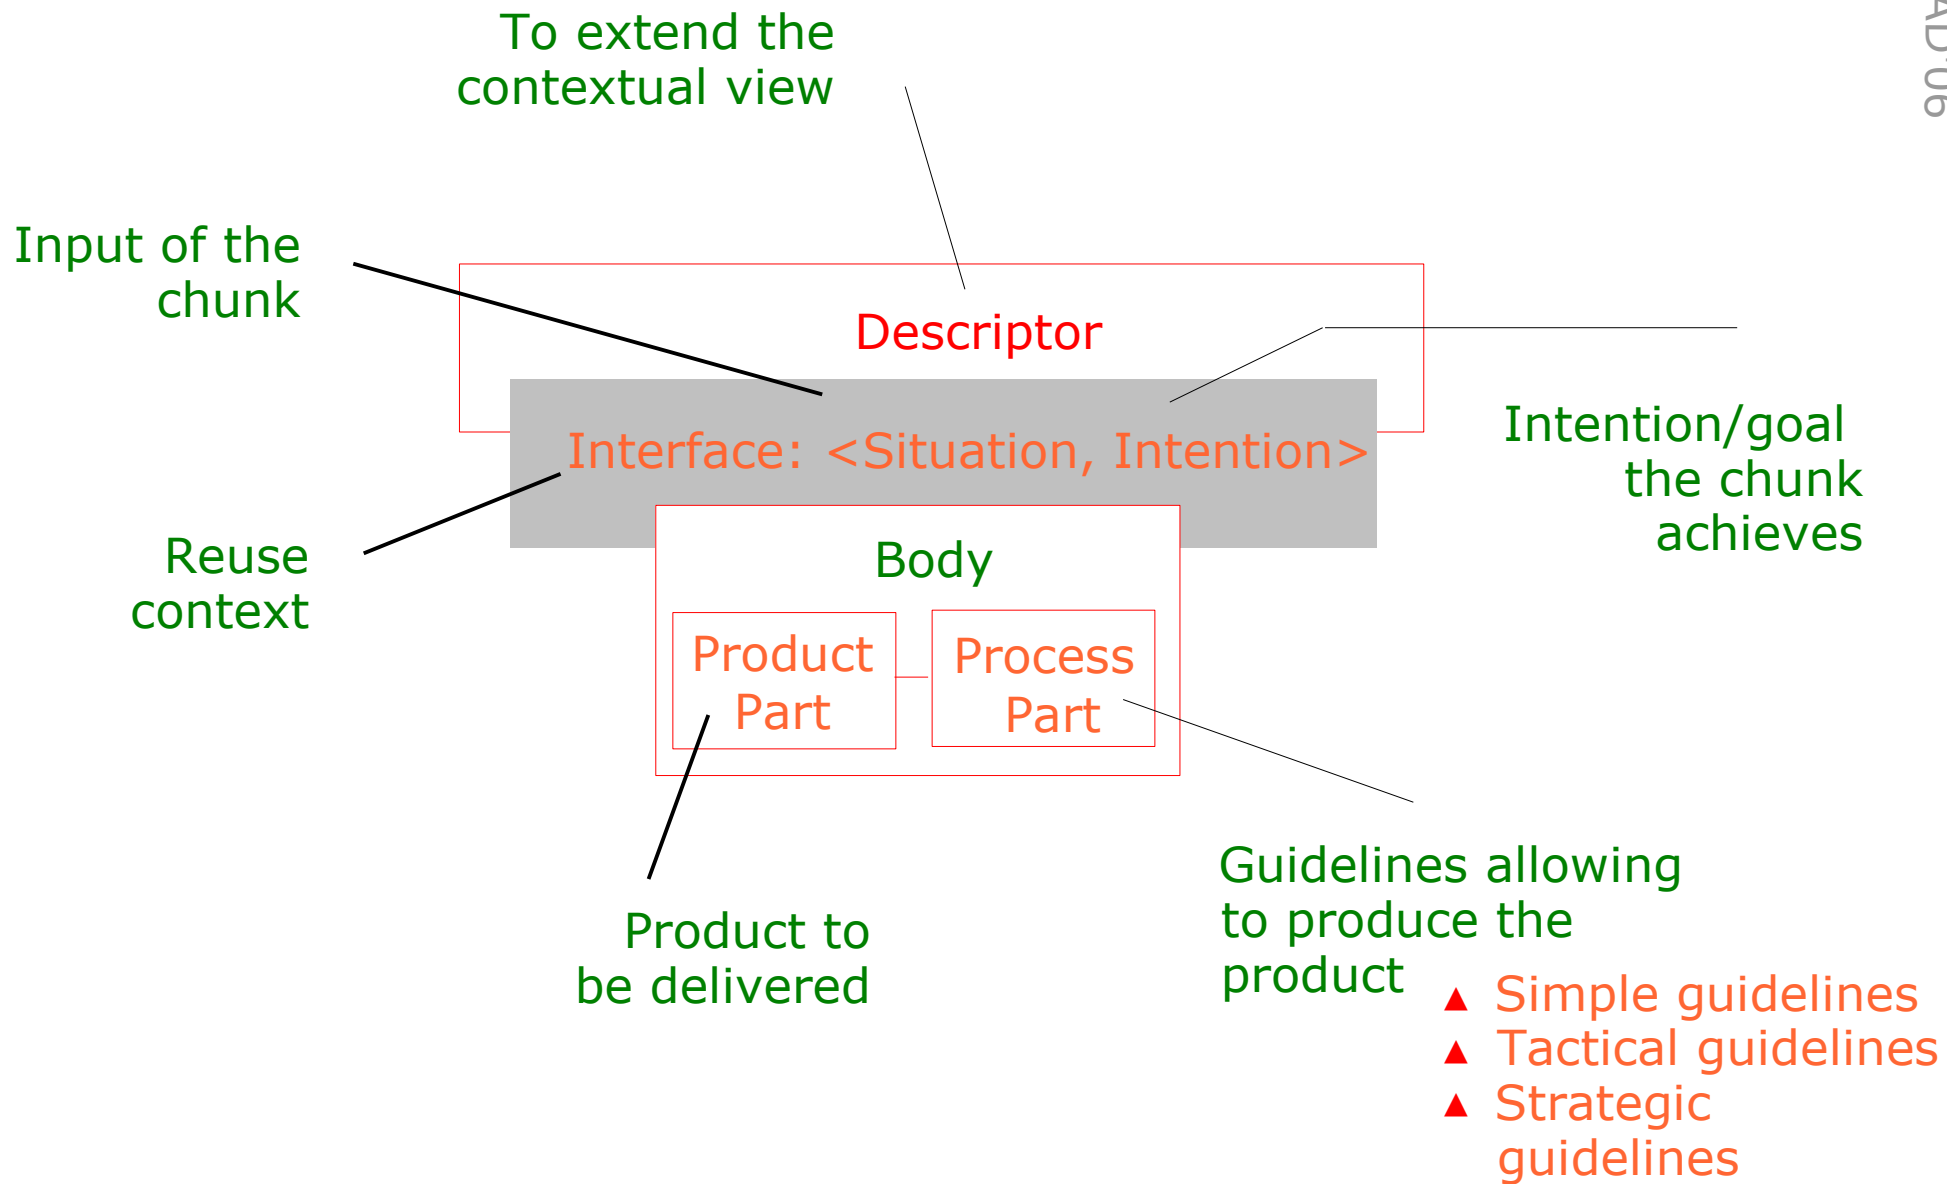 To extend the
contextual view
AD'06
Input of the
chunk
Descriptor
Interface: <Situation, Intention>
Intention/goal
the chunk
achieves
Reuse
context
Body
Product
Part
Process
Part
Product to
be delivered
Guidelines allowing
to produce the
product
▲ Simple guidelines
▲ Tactical guidelines
▲ Strategic
guidelines